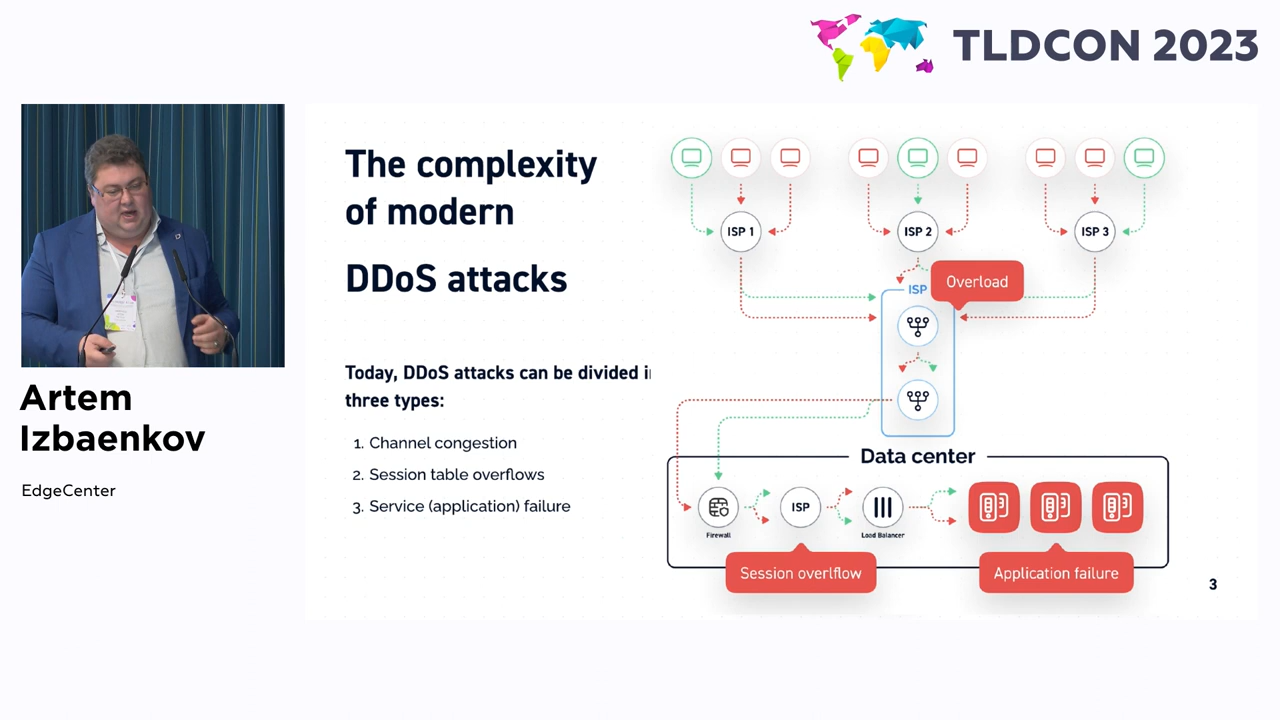 TLDCON 2023
Artem
Izbaenkov
EdgeCenter
The complexity
of modern
DDoS attacks
Today, DDoS attacks can be divided
three types:
1. Channel congestion
2. Session table overflows
3. Service (application) failure
ISP 1
ISP 2
ISP 3
ISP
Overload
Data center
Firewall
ISP
Load Balancer
Session overlflow
Application failure
3